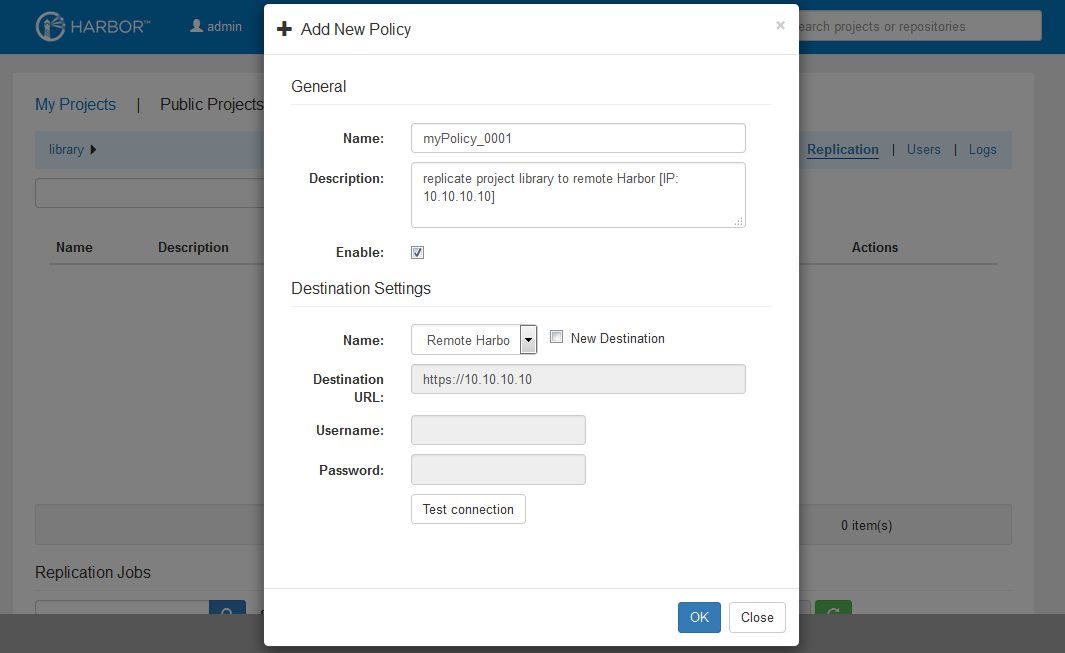 HARBOR™
admin
earch projects or repositories
Add New Policy
×
My Projects | Public Projects
General
library
Replication | Users | Logs
Name:
myPolicy_0001
Description:
replicate project library to remote Harbor [IP:
10.10.10.10]
Name
Description
Actions
Enable:
Destination Settings
Name:
Remote Harbo
New Destination
Destination
URL:
https://10.10.10.10
Username:
Password:
Test connection
0 item(s)
Replication Jobs
OK
Close